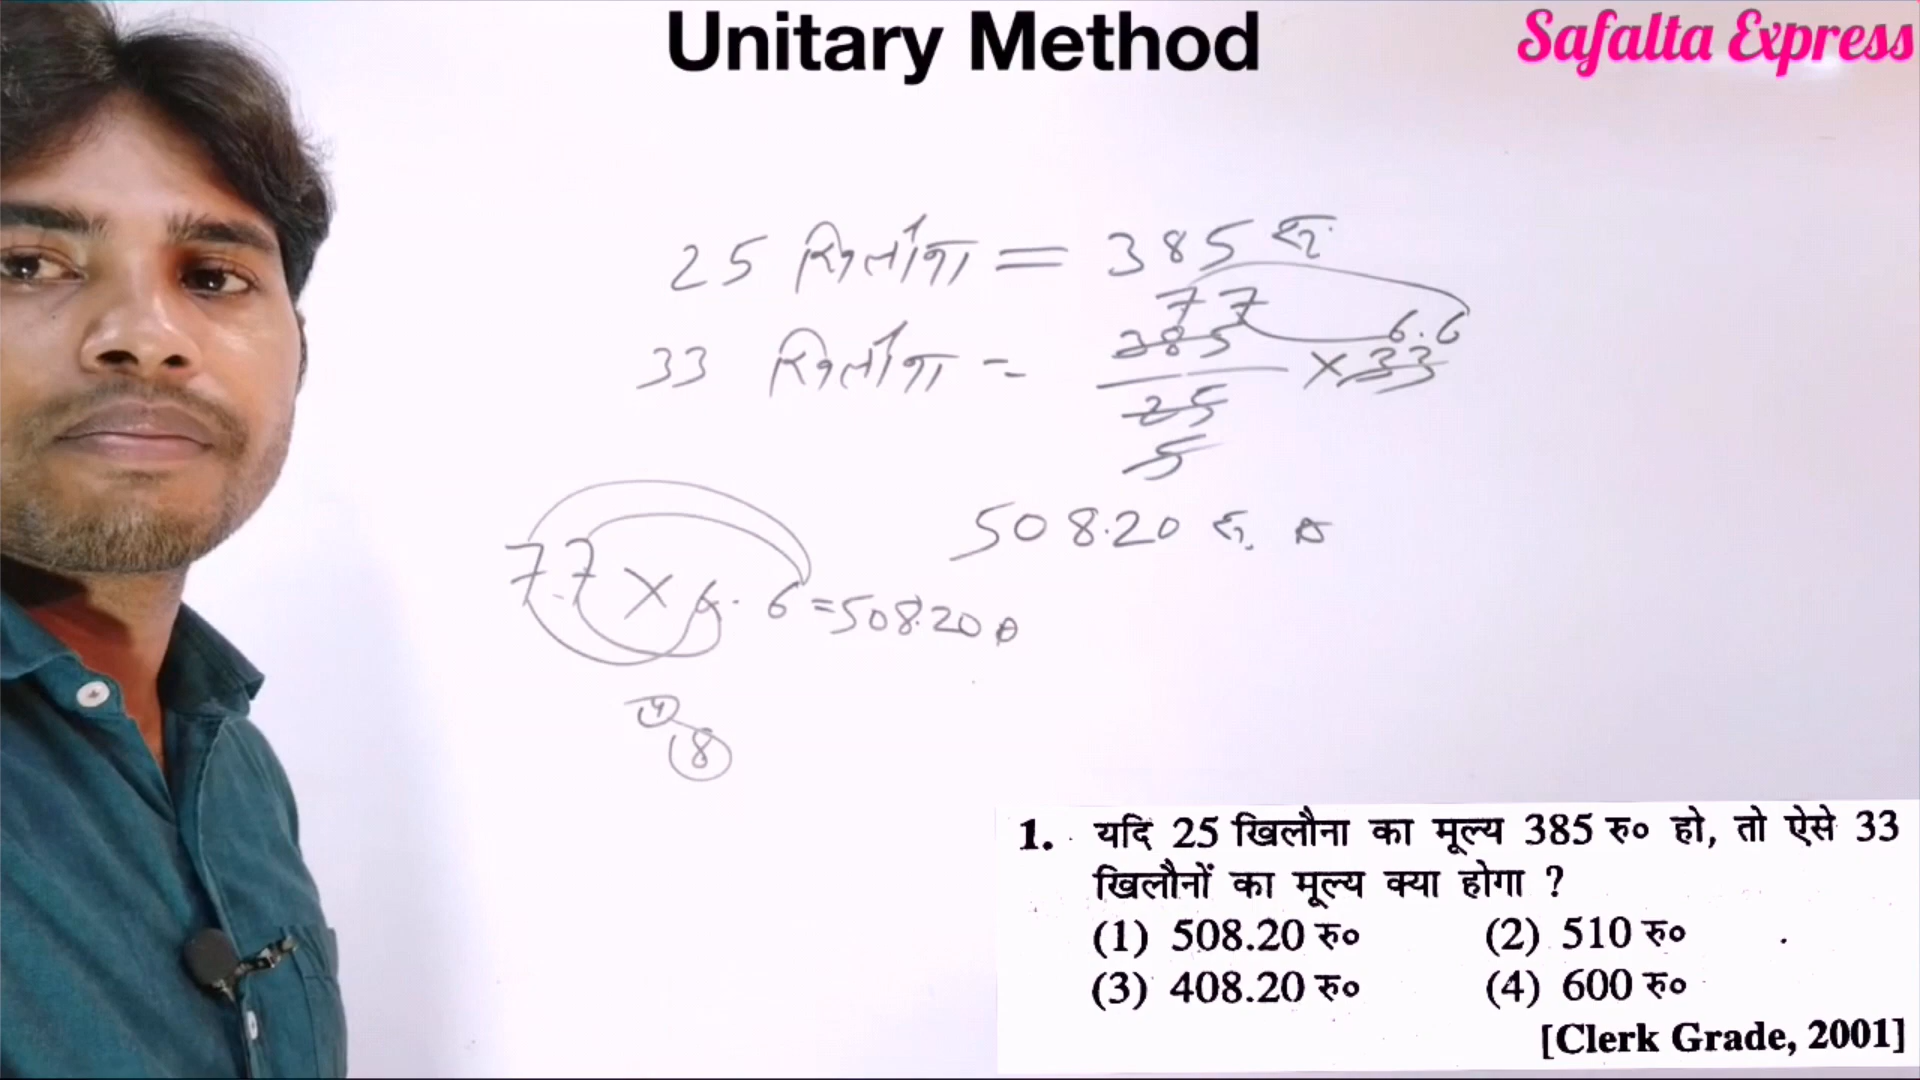 Unitary Method
Safalta Express
25 खिलौना = 385 रु.
77
6.6
33 खिलौना = 385 × 33
25
5
508.20 रु.
77 × 6.6 = 508.20
4
8
1. यदि 25 खिलौना का मूल्य 385 रु० हो, तो ऐसे 33
खिलौनों का मूल्य क्या होगा ?
(1) 508.20 रु० (2) 510 रु०
(3) 408.20 रु० (4) 600 रु०
[Clerk Grade, 2001]